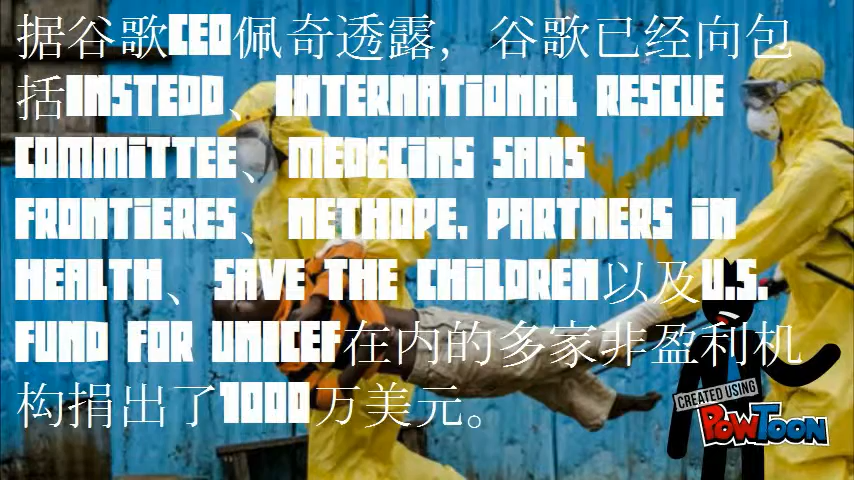 据谷歌CEO佩奇透露，谷歌已经向包
括INSTEDD、INTERNATIONAL RESCUE
COMMITTEE、MEDECINS SANS
FRONTIERES、NETHOPE, PARTNERS IN
HEALTH、SAVE THE CHILDREN以及U.S.
FUND FOR UNICEF在内的多家非盈利机
构捐出了1000万美元。
CREATED USING
POWTOON